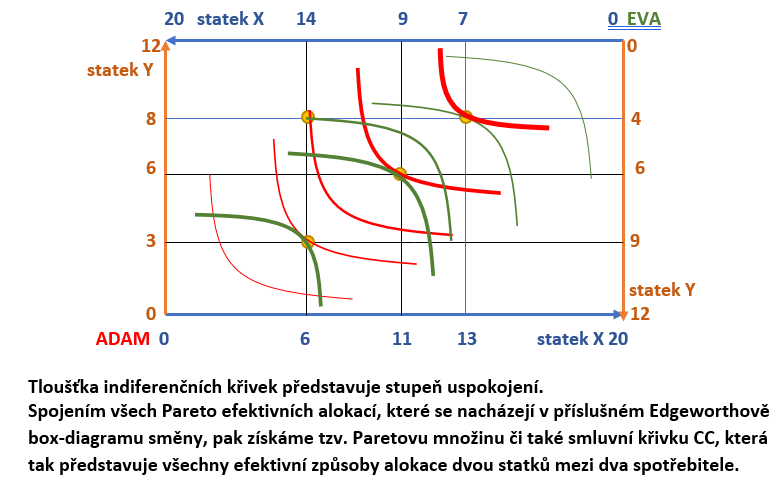 20 statek X 14 9 7 0 EVA
12 0
statek Y
8 4
6 6
3 9
statek Y
0 12
ADAM 0 6 11 13 statek X 20
Tloušťka indiferenčních křivek představuje stupeň uspokojení.
Spojením všech Pareto efektivních alokací, které se nacházejí v příslušném Edgeworthově
box-diagramu směny, pak získáme tzv. Paretovu množinu či také smluvní křivku CC, která
tak představuje všechny efektivní způsoby alokace dvou statků mezi dva spotřebitele.